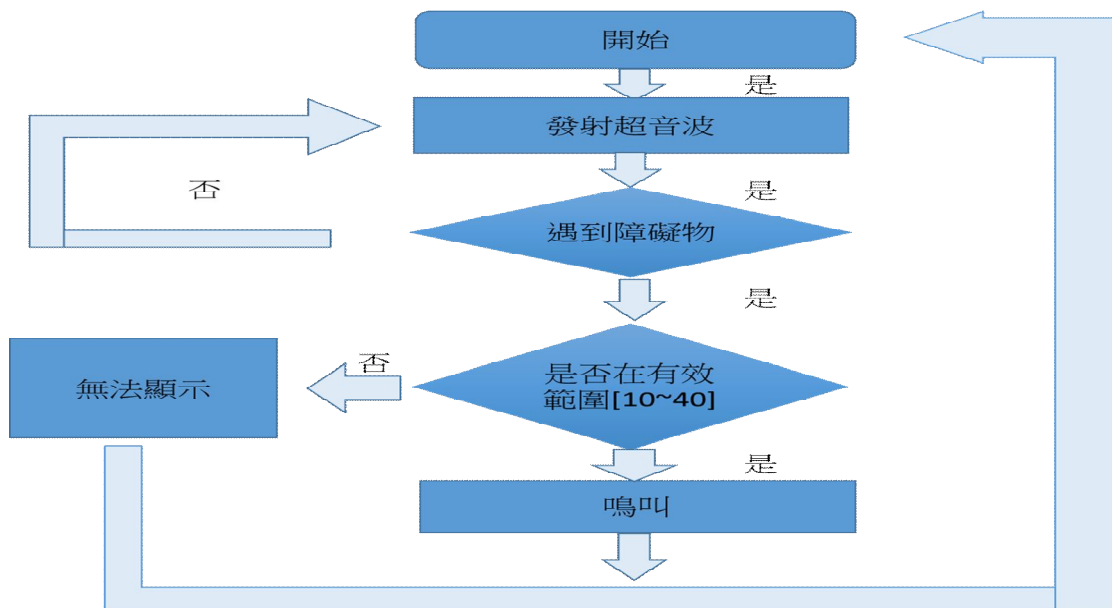 開始
是
發射超音波
否
是
遇到障礙物
是
是否在有效
範圍[10~40]
否
無法顯示
是
鳴叫